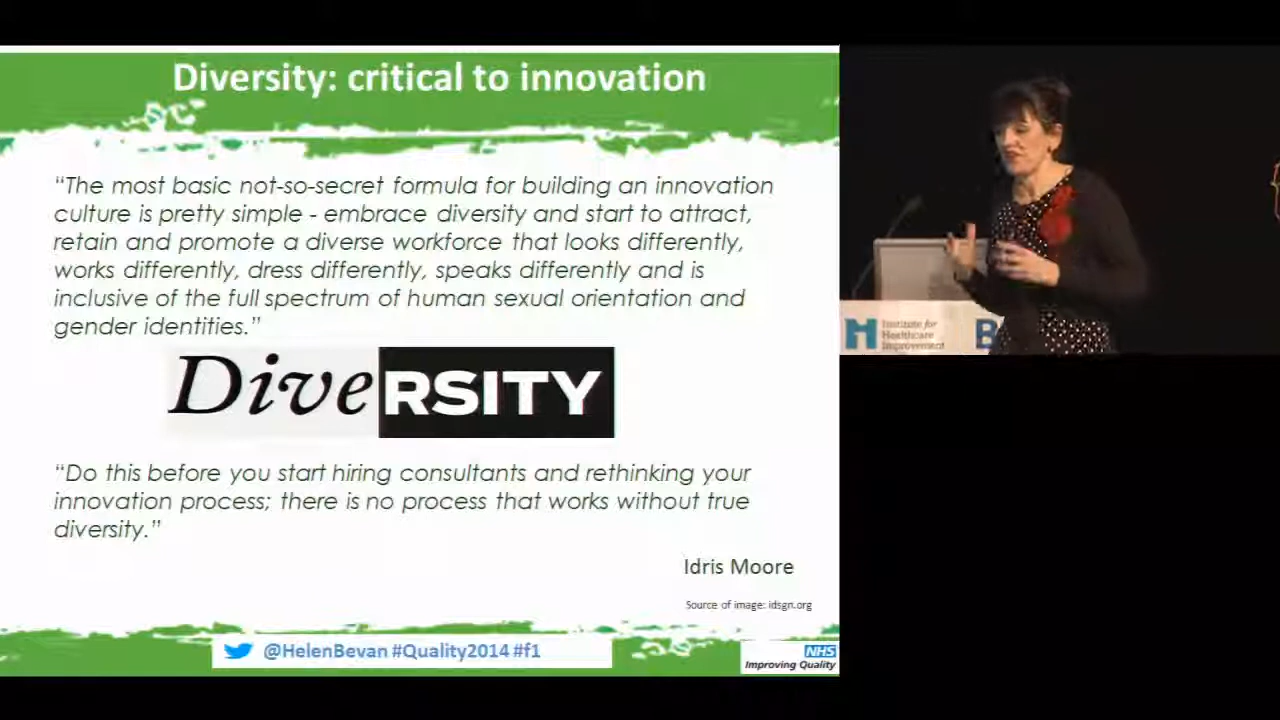 Diversity: critical to innovation
“The most basic not-so-secret formula for building an innovation
culture is pretty simple - embrace diversity and start to attract,
retain and promote a diverse workforce that looks differently,
works differently, dress differently, speaks differently and is
inclusive of the full spectrum of human sexual orientation and
gender identities.”
DiveRSITY
“Do this before you start hiring consultants and rethinking your
innovation process; there is no process that works without true
diversity.”
Idris Moore
Source of image: idsgn.org
@HelenBevan #Quality2014 #f1
NHS
Improving Quality
Institute for
Healthcare
Improvement
B